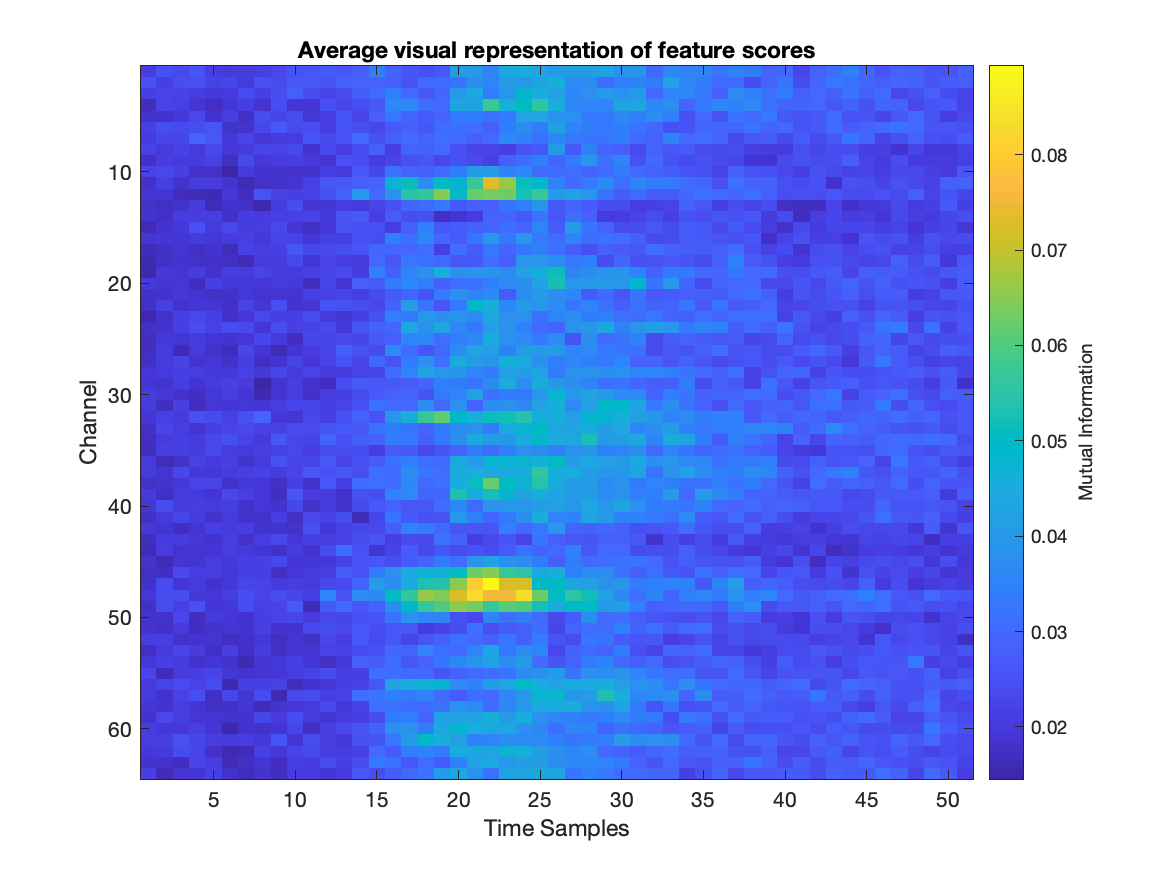 Average visual representation of feature scores
Channel
10
20
30
40
50
60
5 10 15 20 25 30 35 40 45 50
Time Samples
0.08
0.07
0.06
0.05
0.04
0.03
0.02
Mutual Information